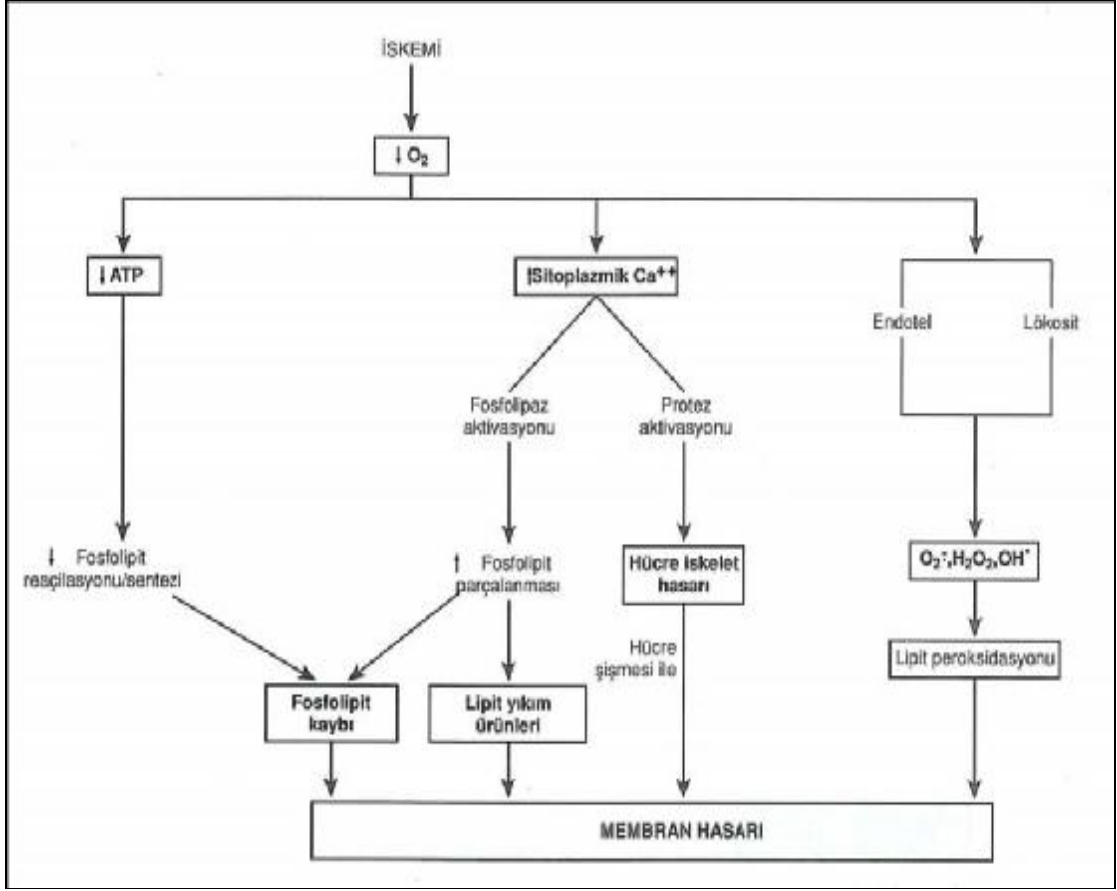 İSKEMİ
↓ O₂
↓ ATP
↑Sitoplazmik Ca⁺⁺
Endotel
Lökosit
Fosfolipaz
aktivasyonu
Protez
aktivasyonu
↓ Fosfolipit
reaçilasyonu/sentezi
↑ Fosfolipit
parçalanması
Hücre iskelet
hasarı
O₂⁻·,H₂O₂,OH˙
Hücre
şişmesi ile
Lipit peroksidasyonu
Fosfolipit
kaybı
Lipit yıkım
ürünleri
MEMBRAN HASARI